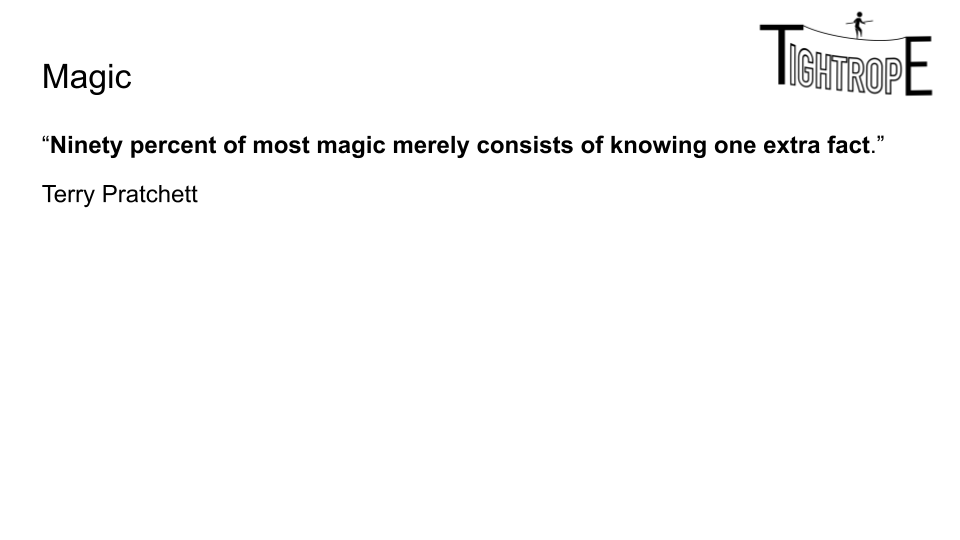 TIGHTROPE
Magic
“Ninety percent of most magic merely consists of knowing one extra fact.”
Terry Pratchett